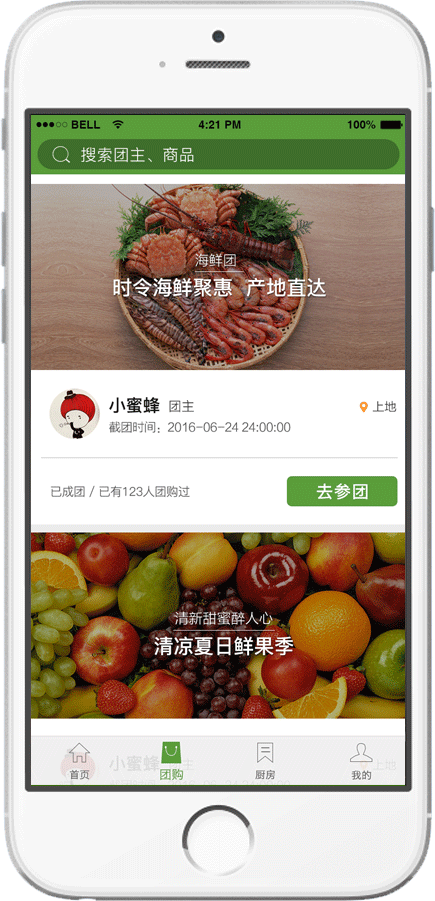 BELL 4:21 PM 100%
搜索团主、商品
海鲜团
时令海鲜聚惠 产地直达
小蜜蜂 团主 上地
截团时间：2016-06-24 24:00:00
已成团 / 已有123人团购过
去参团
清新甜蜜醉人心
清凉夏日鲜果季
小蜜蜂 团主 上地
首页 团购 厨房 我的